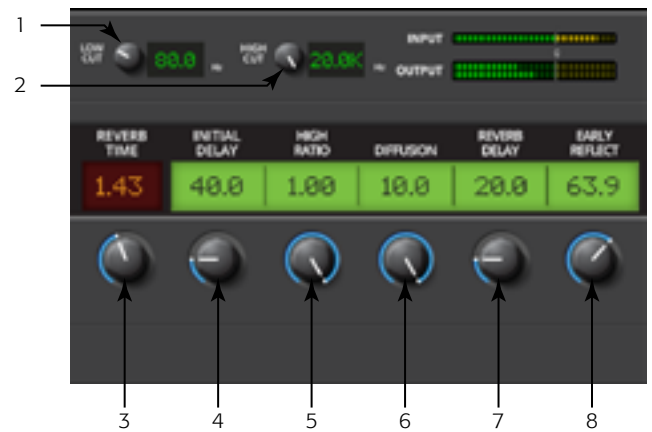 1
LOW CUT 80.0 Hz HIGH CUT 20.0K Hz
INPUT
6
OUTPUT
2
REVERB TIME INITIAL DELAY HIGH RATIO DIFFUSION REVERB DELAY EARLY REFLECT
1.43 40.0 1.00 10.0 20.0 63.9
3 4 5 6 7 8